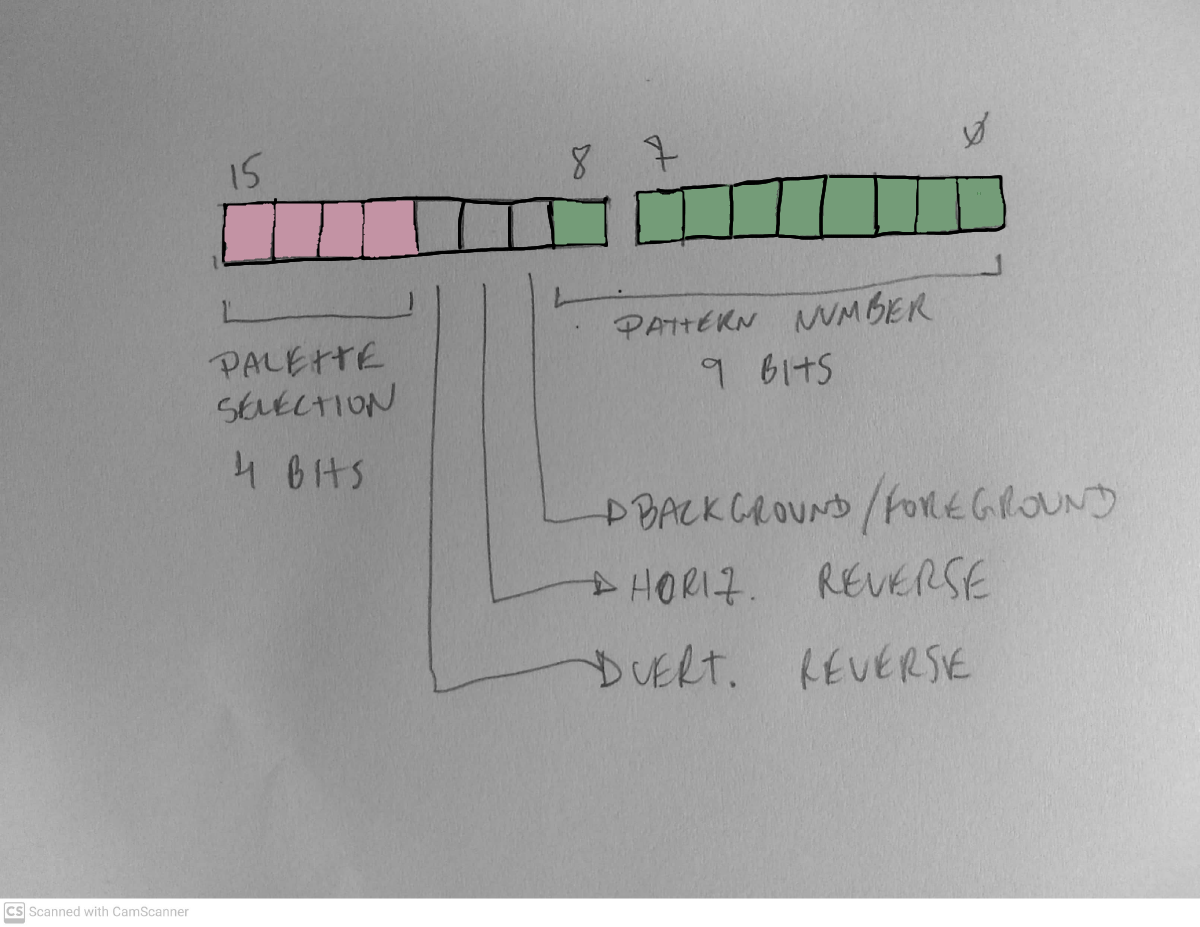 15 8 7 0
PALETTE
SELECTION
4 BITS
PATTERN NUMBER
9 BITS
BACKGROUND/FOREGROUND
HORIZ. REVERSE
VERT. REVERSE
CS Scanned with CamScanner